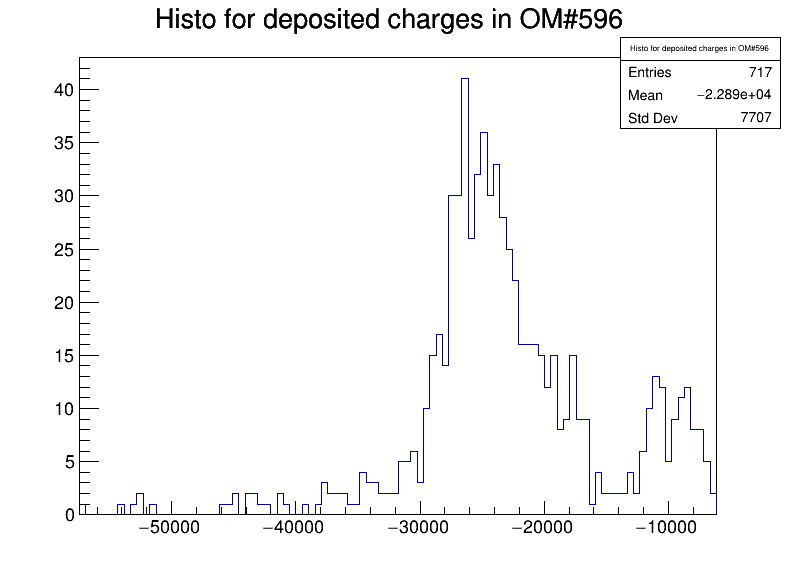 Histo for deposited charges in OM#596
Histo for deposited charges in OM#596
Entries 717
Mean −2.289e+04
Std Dev 7707
40
35
30
25
20
15
10
5
0
−50000 −40000 −30000 −20000 −10000